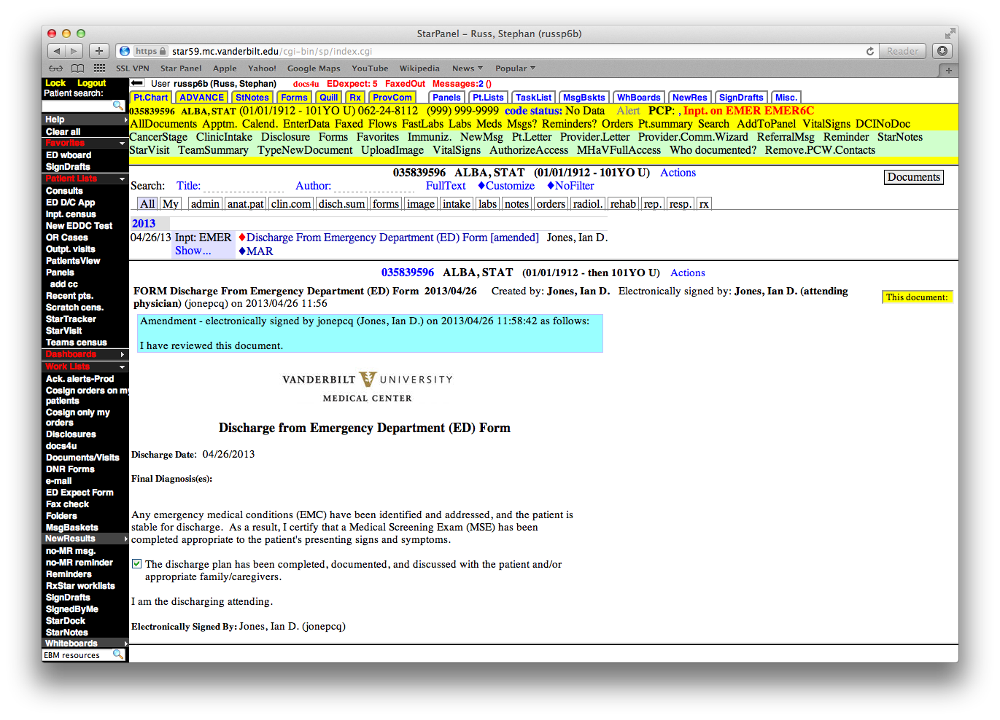 StarPanel – Russ, Stephan (russp6b)
https star59.mc.vanderbilt.edu/cgi-bin/sp/index.cgi Reader
SSL VPN Star Panel Apple Yahoo! Google Maps YouTube Wikipedia News Popular
Lock Logout
Patient search:
Help
Clear all
Favorites
ED wboard
SignDrafts
Patient Lists
Consults
ED D/C App
Inpt. census
New EDDC Test
OR Cases
Outpt. visits
PatientsView
Panels
add cc
Recent pts.
Scratch cens.
StarTracker
StarVisit
Teams census
Dashboards
Work Lists
Ack. alerts-Prod
Cosign orders on my
patients
Cosign only my
orders
Disclosures
docs4u
Documents/Visits
DNR Forms
e-mail
ED Expect Form
Fax check
Folders
MsgBaskets
NewResults
no-MR msg.
no-MR reminder
Reminders
RxStar worklists
SignDrafts
SignedByMe
StarDock
StarNotes
Whiteboards
EBM resources
User russp6b (Russ, Stephan) docs4u EDexpect: 5 FaxedOut Messages:2 ()
Pt.Chart ADVANCE StNotes Forms Quill Rx ProvCom Panels Pt.Lists TaskList MsgBskts WhBoards NewRes SignDrafts Misc.
035839596 ALBA, STAT (01/01/1912 - 101YO U) 062-24-8112 (999) 999-9999 code status: No Data Alert PCP: , Inpt. on EMER EMER6C
AllDocuments Apptm. Calend. EnterData Faxed Flows FastLabs Labs Meds Msgs? Reminders? Orders Pt.summary Search AddToPanel VitalSigns DCINoDoc
CancerStage ClinicIntake Disclosure Forms Favorites Immuniz. NewMsg Pt.Letter Provider.Letter Provider.Comm.Wizard ReferralMsg Reminder StarNotes
StarVisit TeamSummary TypeNewDocument UploadImage VitalSigns AuthorizeAccess MHaVFullAccess Who documented? Remove.PCW.Contacts
035839596 ALBA, STAT (01/01/1912 - 101YO U) Actions
Documents
Search: Title: Author: FullText ♦Customize ♦NoFilter
All My admin anat.pat clin.com disch.sum forms image intake labs notes orders radiol. rehab rep. resp. rx
2013
04/26/13 Inpt: EMER ♦Discharge From Emergency Department (ED) Form [amended] Jones, Ian D.
Show... ♦MAR
035839596 ALBA, STAT (01/01/1912 - then 101YO U) Actions
FORM Discharge From Emergency Department (ED) Form 2013/04/26 Created by: Jones, Ian D. Electronically signed by: Jones, Ian D. (attending
physician) (jonepcq) on 2013/04/26 11:56
This document:
Amendment - electronically signed by jonepcq (Jones, Ian D.) on 2013/04/26 11:58:42 as follows:
I have reviewed this document.
VANDERBILT V UNIVERSITY
MEDICAL CENTER
Discharge from Emergency Department (ED) Form
Discharge Date: 04/26/2013
Final Diagnosis(es):
Any emergency medical conditions (EMC) have been identified and addressed, and the patient is
stable for discharge. As a result, I certify that a Medical Screening Exam (MSE) has been
completed appropriate to the patient's presenting signs and symptoms.
The discharge plan has been completed, documented, and discussed with the patient and/or
appropriate family/caregivers.
I am the discharging attending.
Electronically Signed By: Jones, Ian D. (jonepcq)